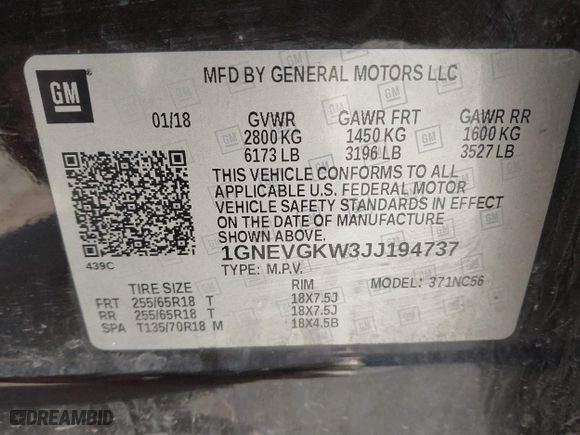 GM
MFD BY GENERAL MOTORS LLC
01/18 GVWR GAWR FRT GAWR RR
2800 KG 1450 KG 1600 KG
6173 LB 3196 LB 3527 LB
THIS VEHICLE CONFORMS TO ALL
APPLICABLE U.S. FEDERAL MOTOR
VEHICLE SAFETY STANDARDS IN EFFECT
ON THE DATE OF MANUFACTURE
SHOWN ABOVE.
439C
1GNEVGKW3JJ194737
TYPE: M.P.V. MODEL: 371NC56
TIRE SIZE RIM
FRT 255/65R18 T 18X7.5J
RR 255/65R18 T 18X7.5J
SPA T135/70R18 M 18X4.5B
DREAMBID